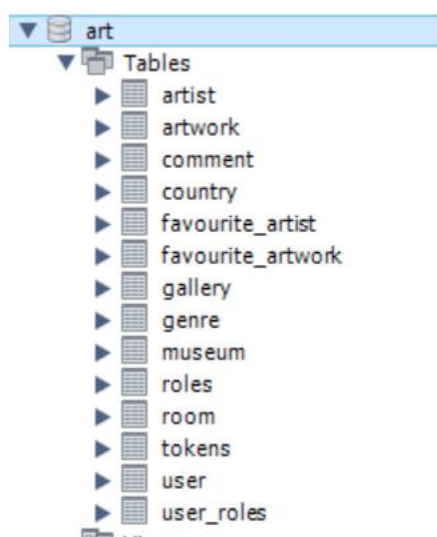 art
Tables
artist
artwork
comment
country
favourite_artist
favourite_artwork
gallery
genre
museum
roles
room
tokens
user
user_roles